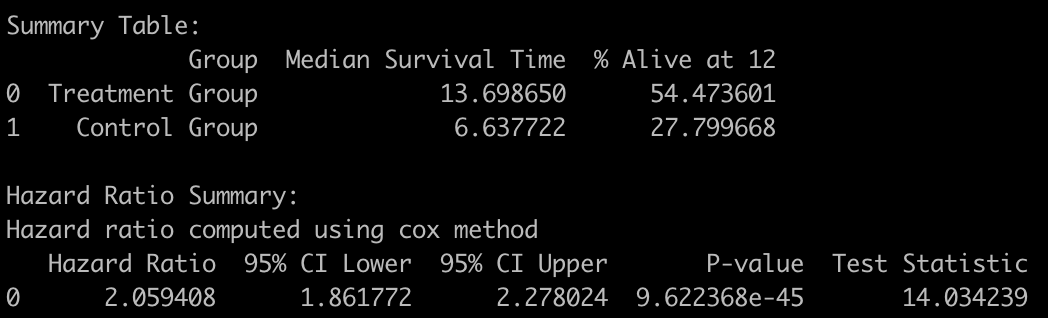 Summary Table:
Group Median Survival Time % Alive at 12
0 Treatment Group 13.698650 54.473601
1 Control Group 6.637722 27.799668
Hazard Ratio Summary:
Hazard ratio computed using cox method
Hazard Ratio 95% CI Lower 95% CI Upper P-value Test Statistic
0 2.059408 1.861772 2.278024 9.622368e-45 14.034239